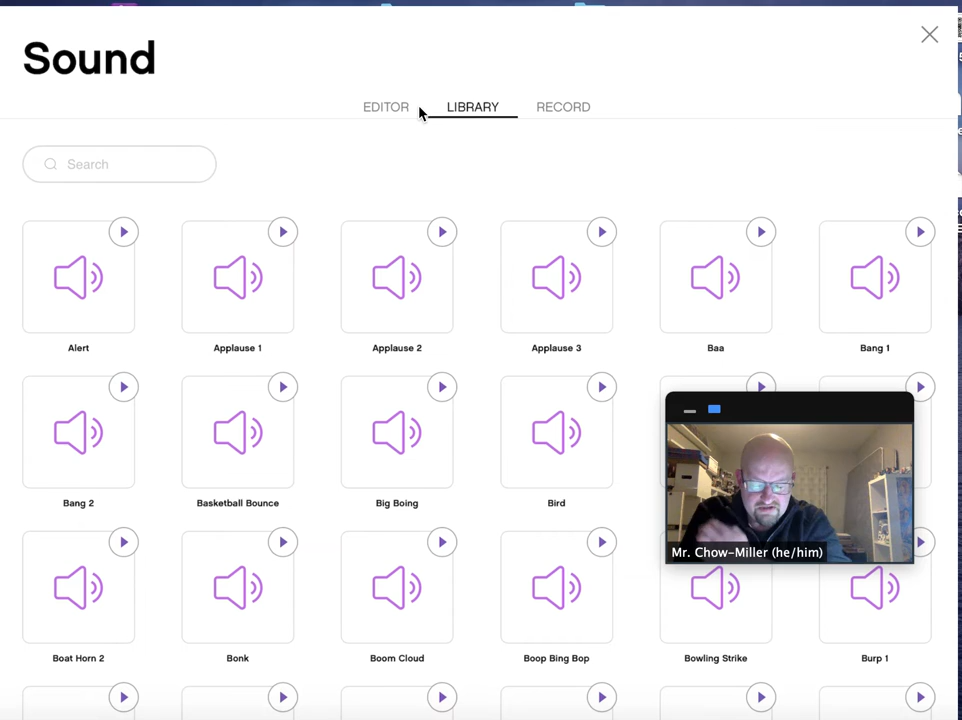 Sound
EDITOR LIBRARY RECORD
Search
Alert Applause 1 Applause 2 Applause 3 Baa Bang 1
Bang 2 Basketball Bounce Big Boing Bird
Mr. Chow-Miller (he/him)
Boat Horn 2 Bonk Boom Cloud Boop Bing Bop Bowling Strike Burp 1